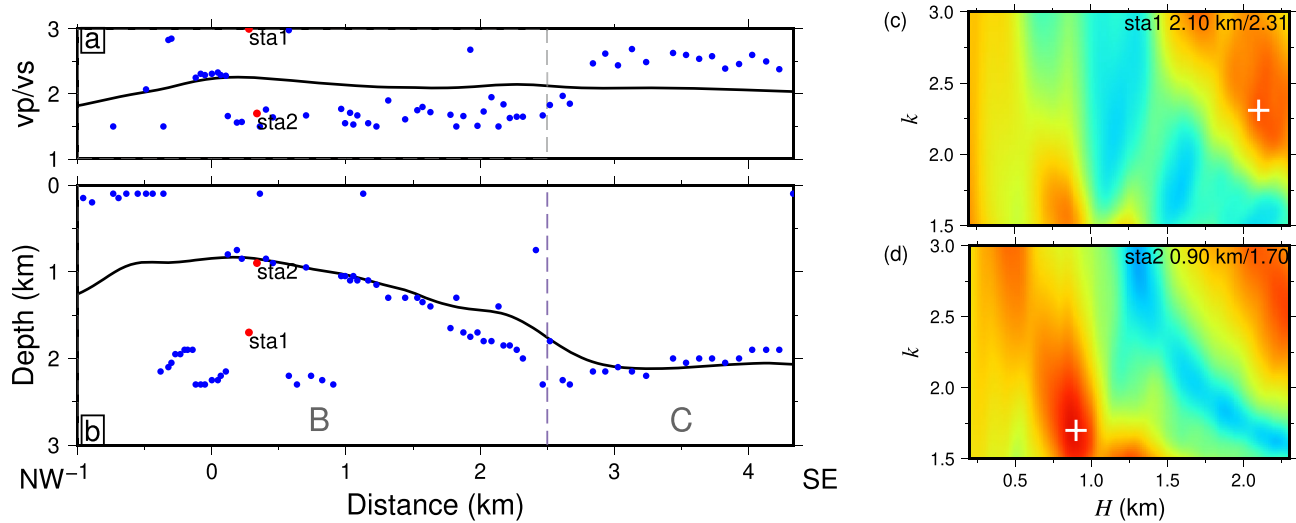 3
a
sta1
vp/vs
2
sta2
1
0
1
sta2
Depth (km)
sta1
2
B
C
3
b
NW
−1
0
1
2
3
4
SE
Distance (km)
(c)
3.0
sta1 2.10 km/2.31
2.5
k
2.0
1.5
(d)
3.0
sta2 0.90 km/1.70
2.5
k
2.0
1.5
0.5
1.0
1.5
2.0
H (km)